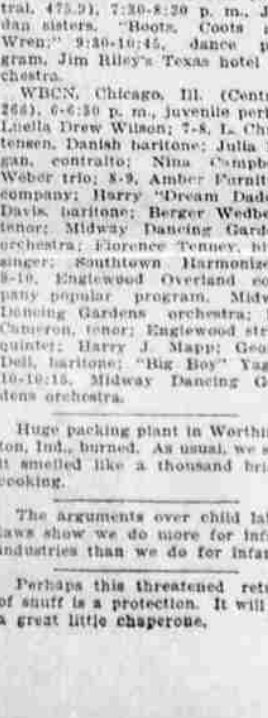 tral, 475.9), 7:30-8:30 p. m., J
dan sisters, "Boots, Coots a
Wren;" 9:30-10:45, dance p
gram, Jim Riley's Texas hotel
chestra.
WBCN, Chicago, Ill. (Centr
266), 6-6:30 p. m., juvenile peri
Luella Drew Wilson; 7-8, L. Chr
tensen, Danish baritone; Julia
gan, contralto; Nina Campbe
Weber trio; 8-9, Amber Furnit
company; Harry "Dream Dadd
Davis, baritone; Berger Wedbe
tenor; Midway Dancing Garde
orchestra; Florence Tenney, bl
singer; Southtown Harmonize
9-10, Englewood Overland co
pany popular program. Midw
Dancing Gardens orchestra;
Cameron, tenor; Englewood stri
quintet; Harry J. Mapp; Geo
Dell, baritone; "Big Boy" Yag
10-10:15, Midway Dancing G
dens orchestra.
Huge packing plant in Worthi
ton, Ind., burned. As usual, we s
it smelled like a thousand bri
cooking.
The arguments over child lab
laws show we do more for infa
industries than we do for infan
Perhaps this threatened retu
of snuff is a protection. It will
a great little chaperone.